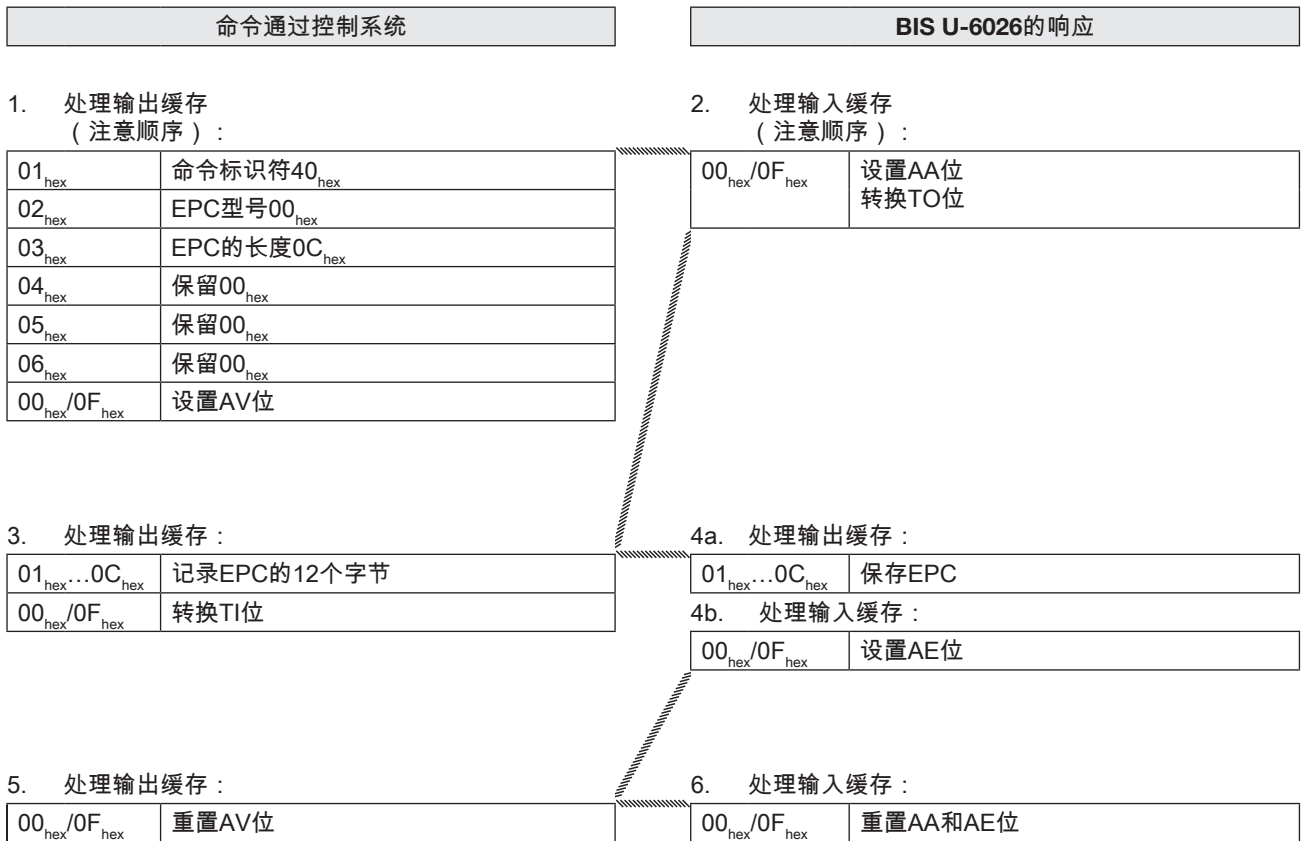 命令通过控制系统
BIS U-6026的响应
1. 处理输出缓存
（注意顺序）：
01hex 命令标识符40hex
02hex EPC型号00hex
03hex EPC的长度0Chex
04hex 保留00hex
05hex 保留00hex
06hex 保留00hex
00hex/0Fhex 设置AV位
2. 处理输入缓存
（注意顺序）：
00hex/0Fhex 设置AA位
转换TO位
3. 处理输出缓存：
01hex…0Chex 记录EPC的12个字节
00hex/0Fhex 转换TI位
4a. 处理输出缓存：
01hex…0Chex 保存EPC
4b. 处理输入缓存：
00hex/0Fhex 设置AE位
5. 处理输出缓存：
00hex/0Fhex 重置AV位
6. 处理输入缓存：
00hex/0Fhex 重置AA和AE位